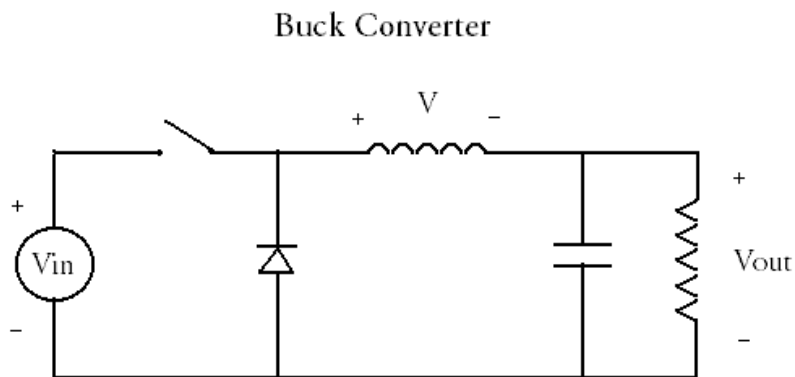 Buck Converter
+ V −
+
Vin
−
+
Vout
−